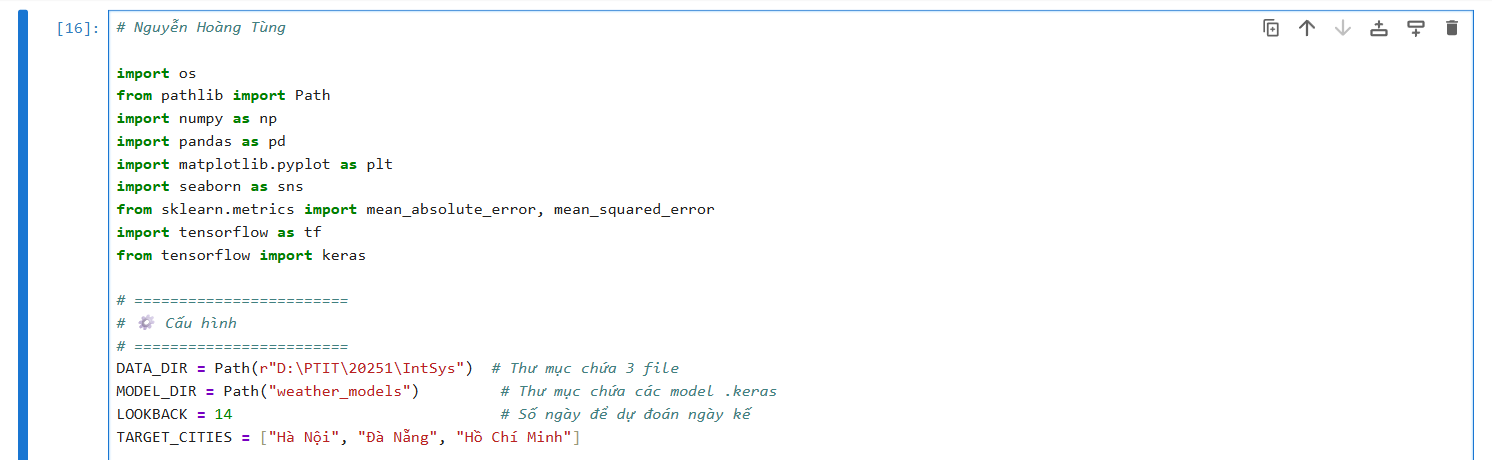 [16]: # Nguyễn Hoàng Tùng
import os
from pathlib import Path
import numpy as np
import pandas as pd
import matplotlib.pyplot as plt
import seaborn as sns
from sklearn.metrics import mean_absolute_error, mean_squared_error
import tensorflow as tf
from tensorflow import keras
# ========================
# ⚙️ Cấu hình
# ========================
DATA_DIR = Path(r"D:\PTIT\20251\IntSys")  # Thư mục chứa 3 file
MODEL_DIR = Path("weather_models")         # Thư mục chứa các model .keras
LOOKBACK = 14                              # Số ngày để dự đoán ngày kế
TARGET_CITIES = ["Hà Nội", "Đà Nẵng", "Hồ Chí Minh"]